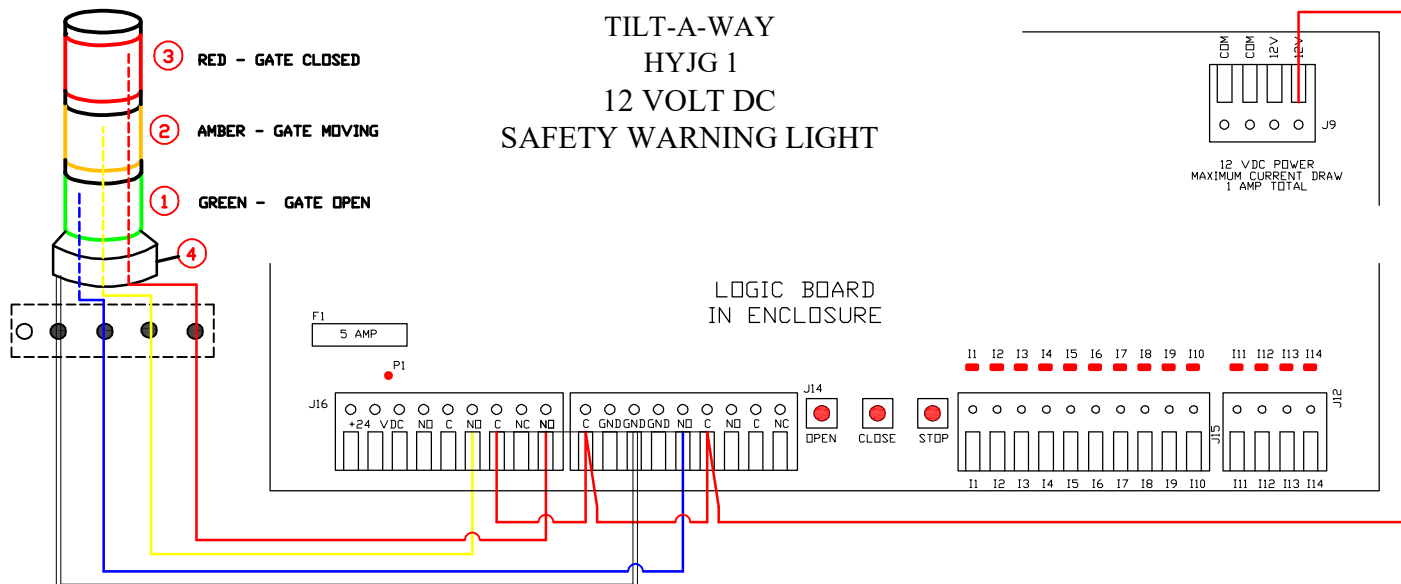 TILT-A-WAY
HYJG 1
12 VOLT DC
SAFETY WARNING LIGHT
3 RED - GATE CLOSED
2 AMBER - GATE MOVING
1 GREEN - GATE OPEN
4
COM COM 12V 12V
J9
12 VDC POWER
MAXIMUM CURRENT DRAW
1 AMP TOTAL
LOGIC BOARD
IN ENCLOSURE
F1
5 AMP
P1
J16
+24 VDC NO C NO C NC NO
C GND GND GND NO C NO C NC
J14
OPEN CLOSE STOP
I1 I2 I3 I4 I5 I6 I7 I8 I9 I10
I11 I12 I13 I14
J15
J12
I1 I2 I3 I4 I5 I6 I7 I8 I9 I10
I11 I12 I13 I14